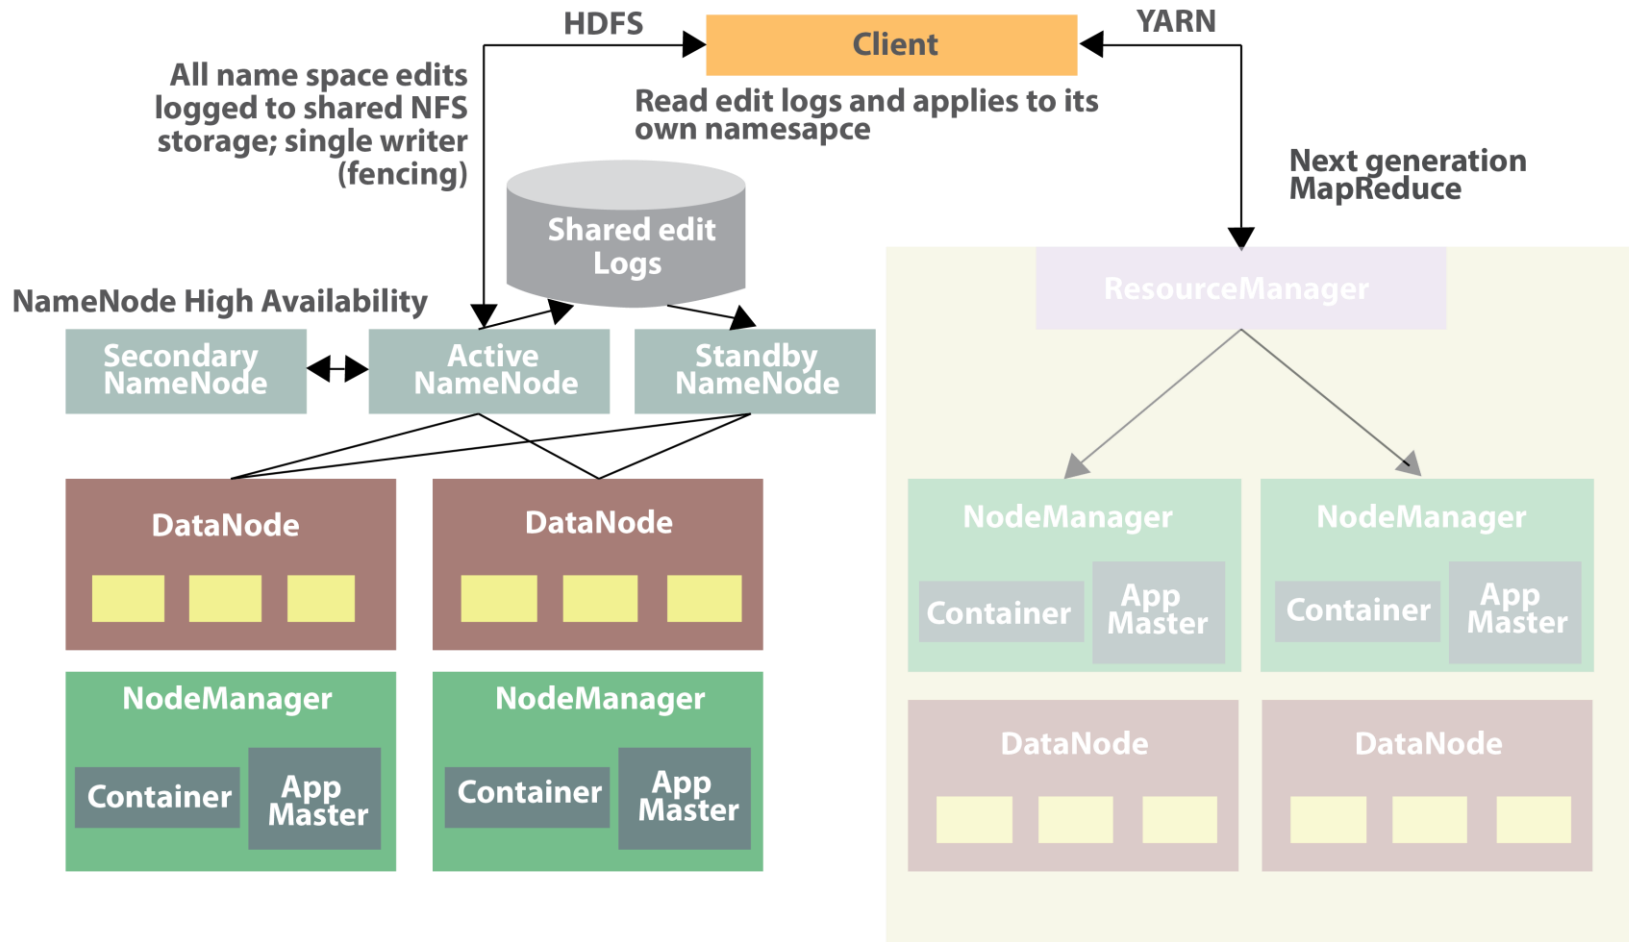 HDFS
Client
YARN
All name space edits
logged to shared NFS
storage; single writer
(fencing)
Read edit logs and applies to its
own namesapce
Next generation
MapReduce
Shared edit
Logs
NameNode High Availability
Secondary
NameNode
Active
NameNode
Standby
NameNode
ResourceManager
DataNode
DataNode
NodeManager
Container
App
Master
NodeManager
Container
App
Master
NodeManager
Container
App
Master
NodeManager
Container
App
Master
DataNode
DataNode